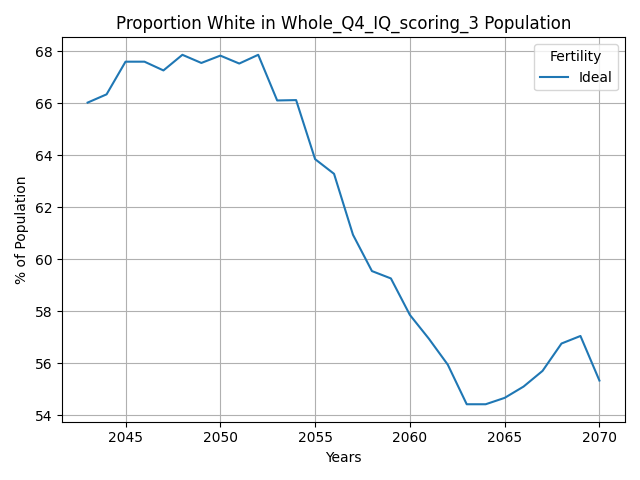 Proportion White in Whole_Q4_IQ_scoring_3 Population
Fertility
Ideal
% of Population
68
66
64
62
60
58
56
54
2045 2050 2055 2060 2065 2070
Years